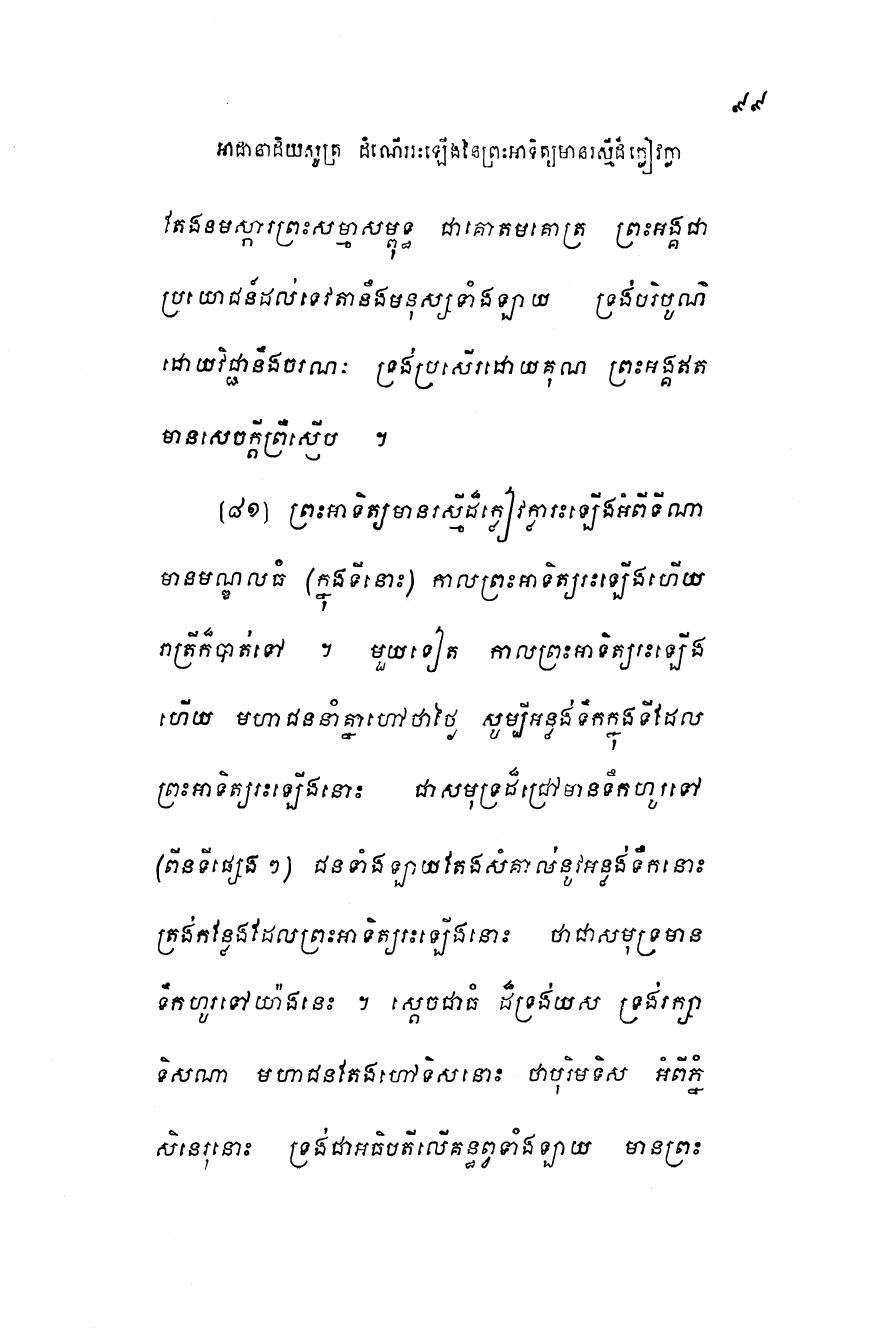 ៩៩
អាដានាដិយសូត្រ ដំណើររះឡើងនៃព្រះអាទិត្យមានរស្មីដ៏ភ្លៀវក្លា
តែងនមស្ការព្រះសម្មាសម្ពុទ្ធ ជាគោតមគោត្រ ព្រះអង្គជា
ប្រយោជន៍ដល់ទេវតានឹងមនុស្សទាំងឡាយ ទ្រង់បរិបូណ៌
ដោយវិជ្ជានឹងចរណៈ ទ្រង់ប្រសើរដោយគុណ ព្រះអង្គឥត
មានសេចក្តីព្រឺស្មើប ។
(៨១) ព្រះអាទិត្យមានរស្មីដ៏ភ្លៀវក្លារះឡើងអំពីទីណា
មានមណ្ឌលធំ (ក្នុងទីនោះ) កាលព្រះអាទិត្យរះឡើងហើយ
រាត្រីក៏បាត់ទៅ ។ មួយទៀត កាលព្រះអាទិត្យរះឡើង
ហើយ មហាជននាំគ្នាហៅថាថ្ងៃ សូម្បីអន្លង់ទឹកក្នុងទីដែល
ព្រះអាទិត្យរះឡើងនោះ ជាសមុទ្រដ៏ជ្រៅមានទឹកហូរទៅ
(ពីនទីផ្សេង ៗ) ជនទាំងឡាយតែងសំគាល់នូវអន្លង់ទឹកនោះ
ត្រង់កន្លែងដែលព្រះអាទិត្យរះឡើងនោះ ថាជាសមុទ្រមាន
ទឹកហូរទៅយ៉ាងនេះ ។ ស្តេចជាធំ ដ៏ទ្រង់យស ទ្រង់រក្សា
ទិសណា មហាជនតែងហៅទិសនោះ ថាបុរិមទិស អំពីភ្នំ
សិនេរុនោះ ទ្រង់ជាអធិបតីលើគន្ធព្វទាំងឡាយ មានព្រះ